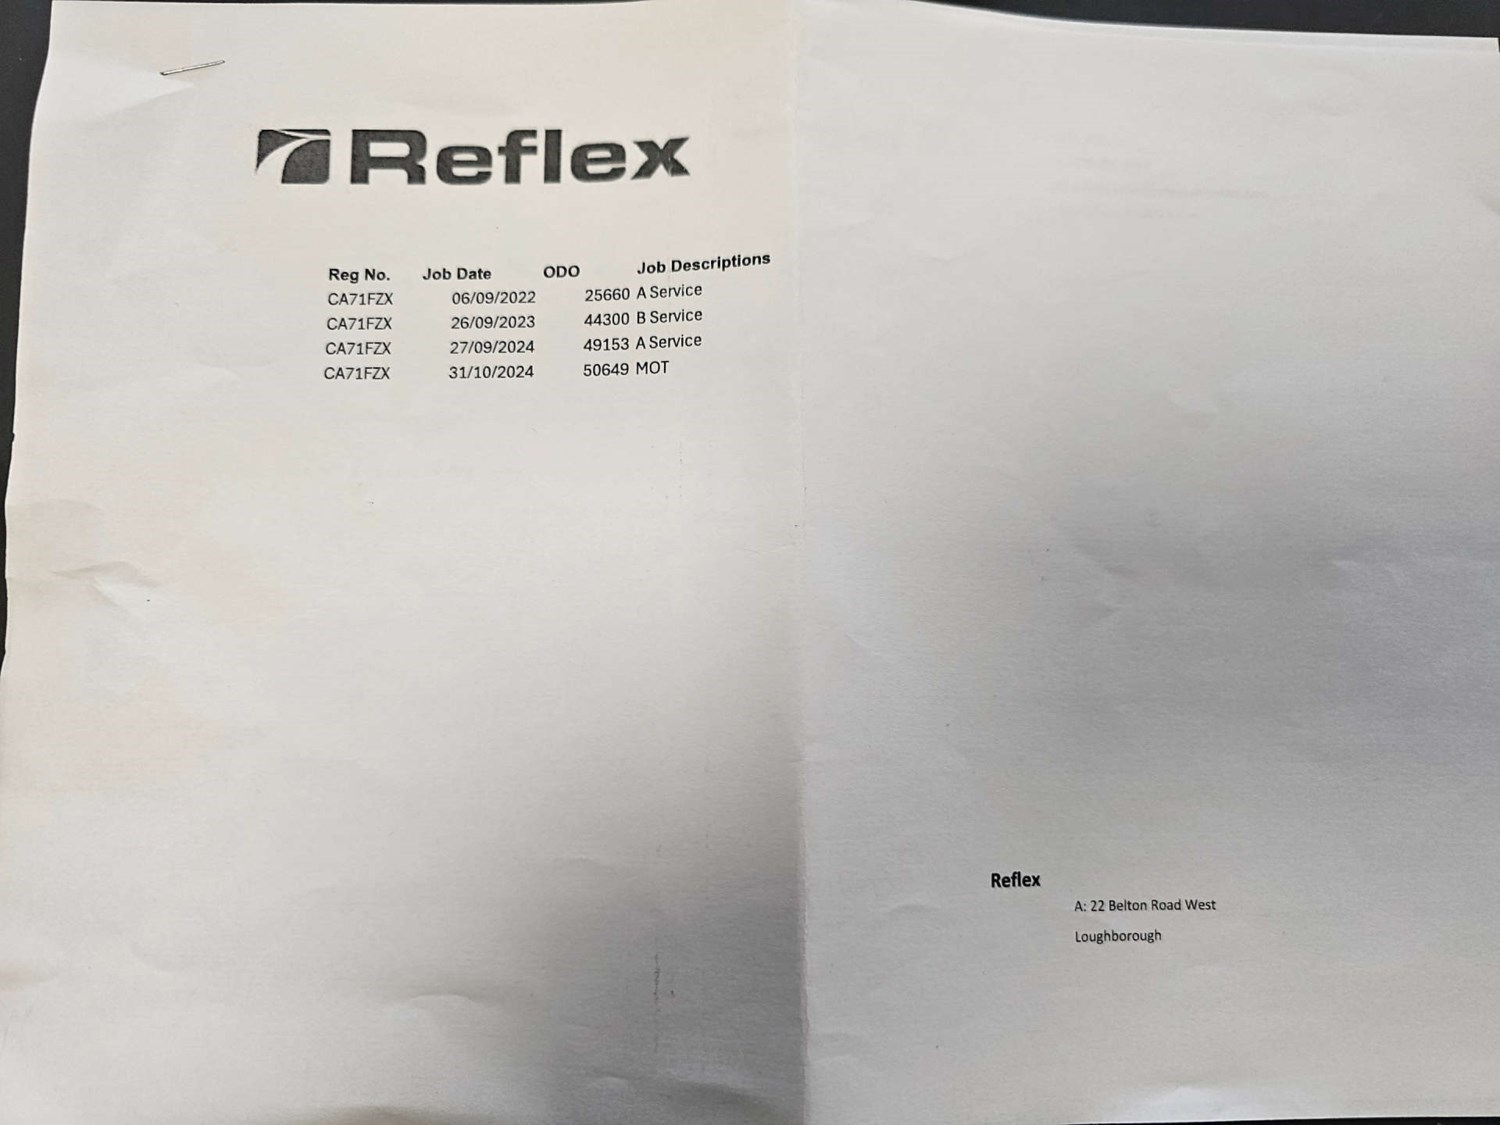 Reflex
Reg No. Job Date ODO Job Descriptions
CA71FZX 06/09/2022 25660 A Service
CA71FZX 26/09/2023 44300 B Service
CA71FZX 27/09/2024 49153 A Service
CA71FZX 31/10/2024 50649 MOT
Reflex
A: 22 Belton Road West
Loughborough